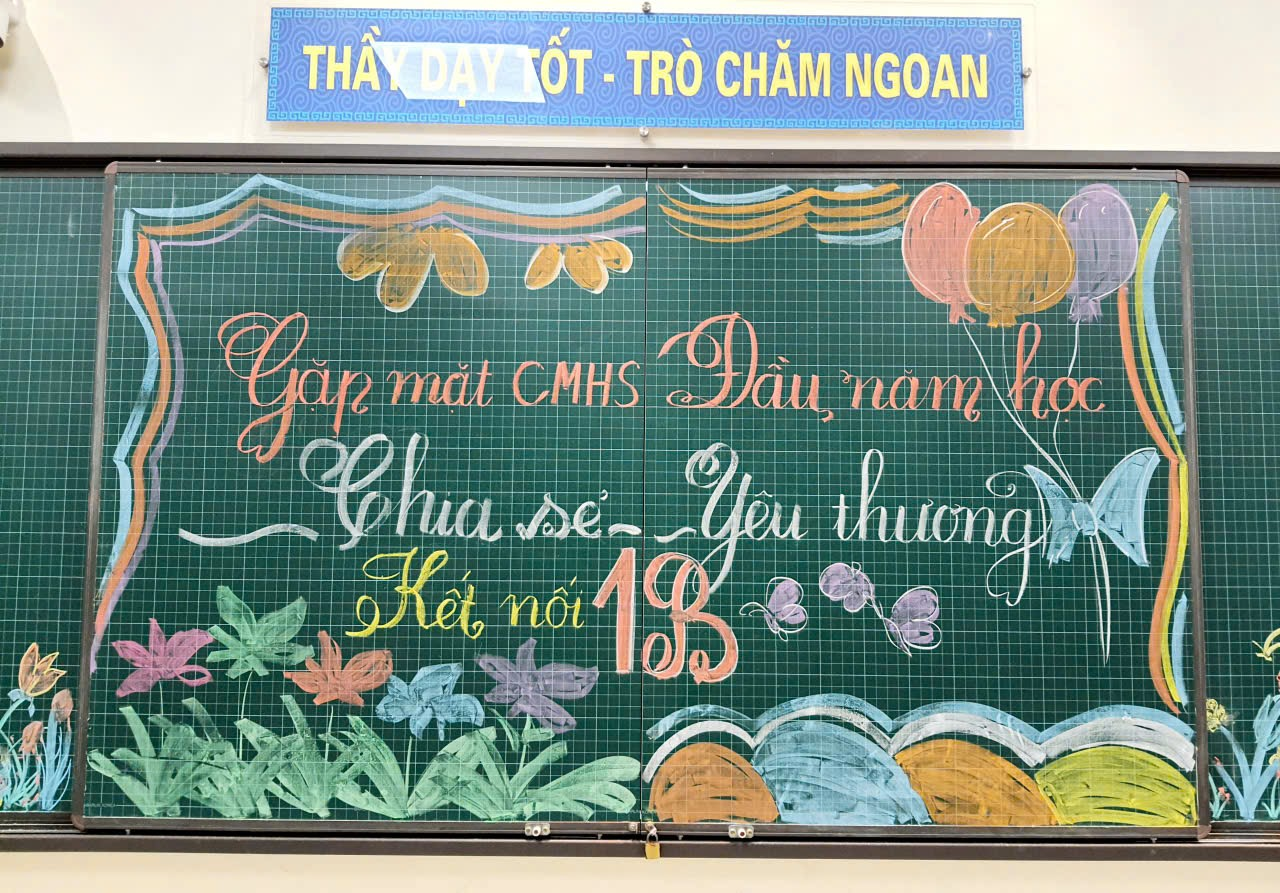 THẦY DẠY TỐT - TRÒ CHĂM NGOAN
Gặp mặt CMHS Đầu năm học
Chia sẻ - Yêu thương
Kết nối 1B